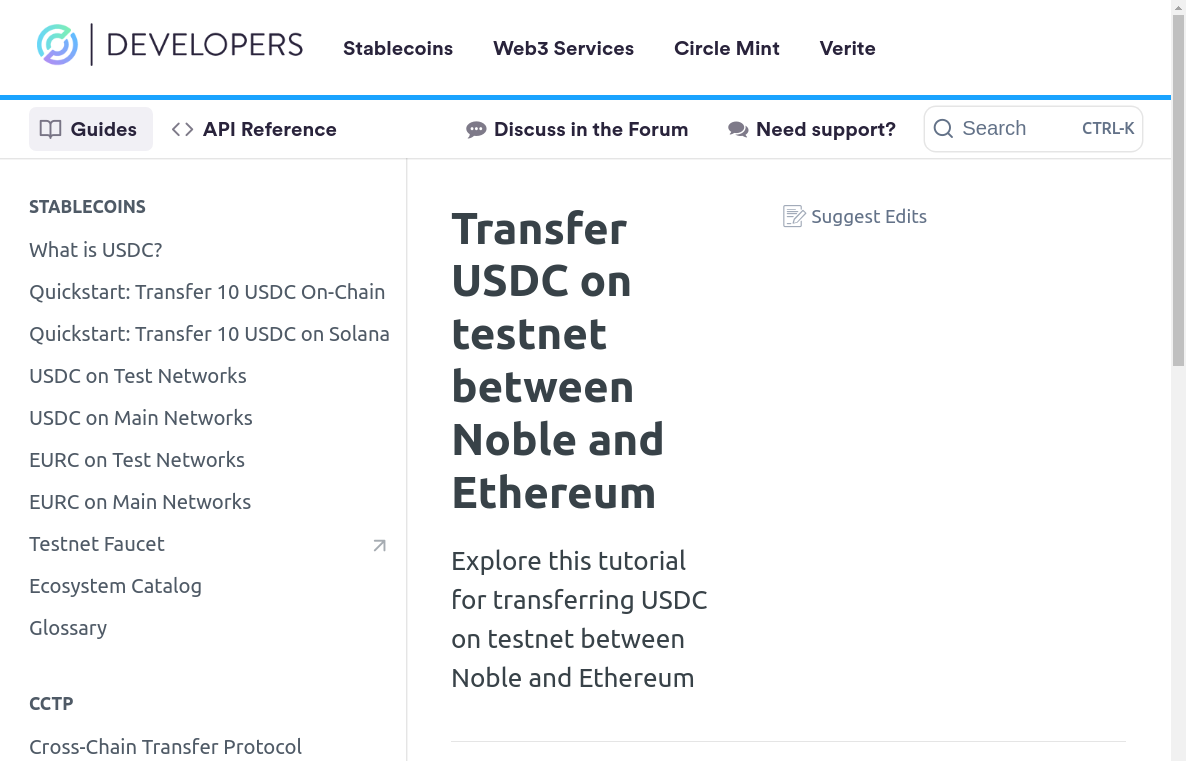 DEVELOPERS
Stablecoins
Web3 Services
Circle Mint
Verite
Guides
API Reference
Discuss in the Forum
Need support?
Search
CTRL-K
STABLECOINS
What is USDC?
Quickstart: Transfer 10 USDC On-Chain
Quickstart: Transfer 10 USDC on Solana
USDC on Test Networks
USDC on Main Networks
EURC on Test Networks
EURC on Main Networks
Testnet Faucet
Ecosystem Catalog
Glossary
CCTP
Cross-Chain Transfer Protocol
Transfer
USDC on
testnet
between
Noble and
Ethereum
Suggest Edits
Explore this tutorial
for transferring USDC
on testnet between
Noble and Ethereum